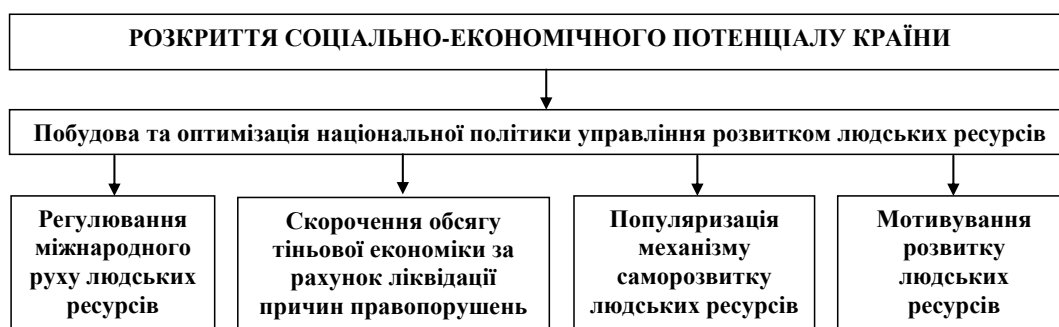 РОЗКРИТТЯ СОЦІАЛЬНО-ЕКОНОМІЧНОГО ПОТЕНЦІАЛУ КРАЇНИ
Побудова та оптимізація національної політики управління розвитком людських ресурсів
Регулювання
міжнародного
руху людських
ресурсів
Скорочення обсягу
тіньової економіки за
рахунок ліквідації
причин правопорушень
Популяризація
механізму
саморозвитку
людських ресурсів
Мотивування
розвитку
людських
ресурсів